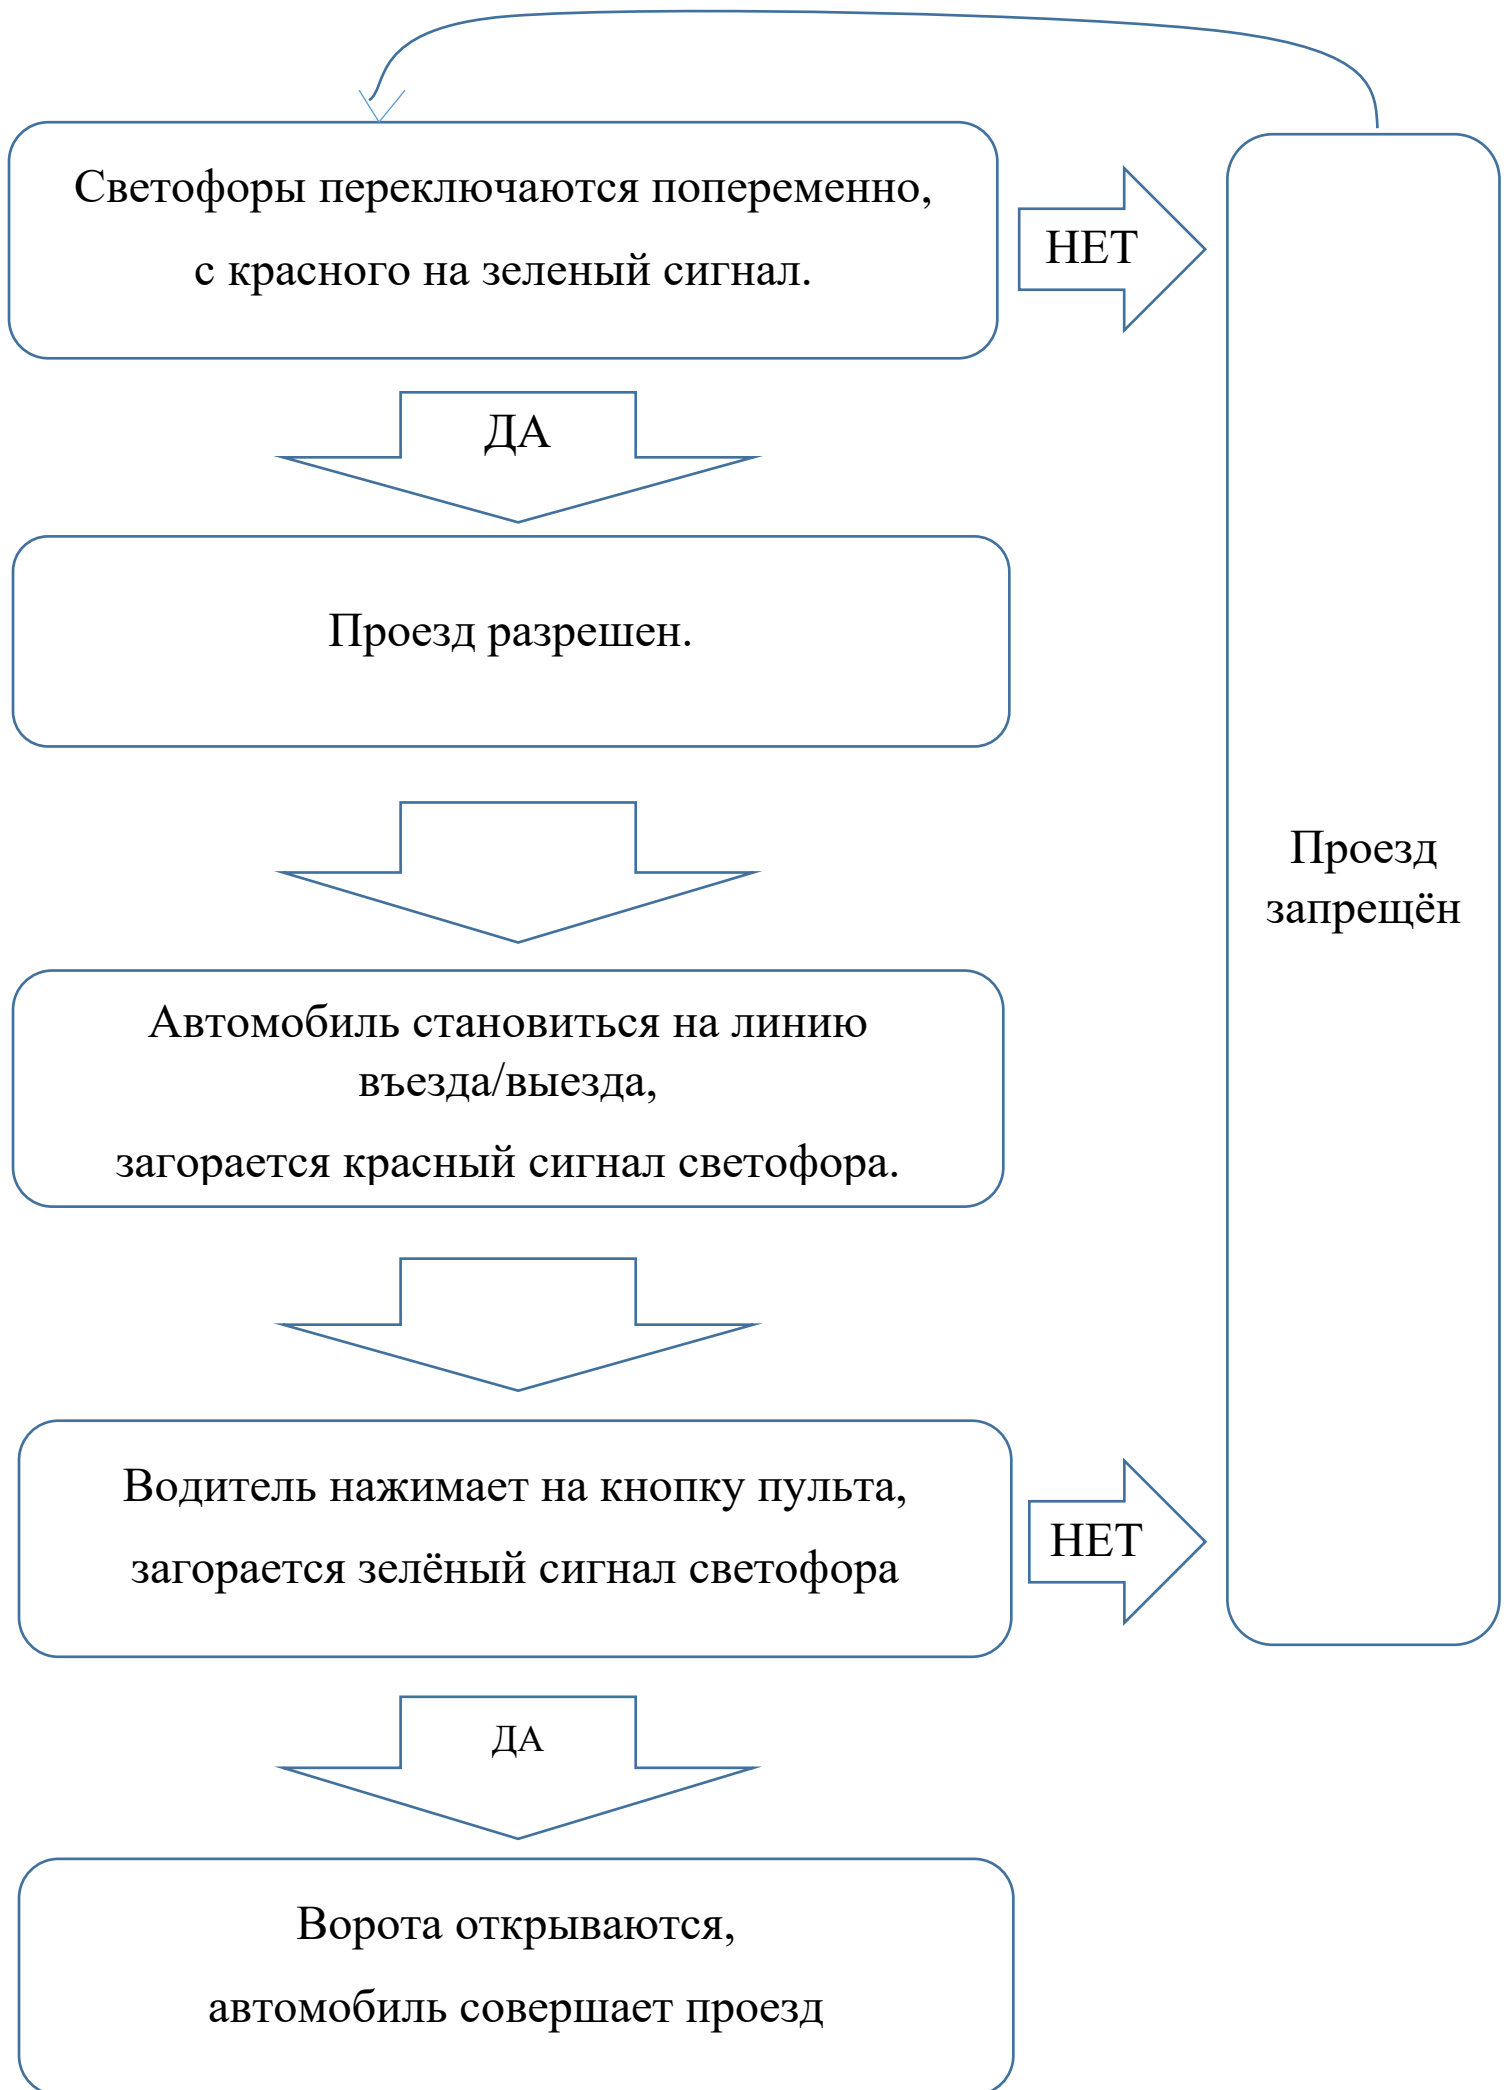 Светофоры переключаются попеременно,
с красного на зеленый сигнал.
НЕТ
ДА
Проезд разрешен.
Проезд
запрещён
Автомобиль становиться на линию
въезда/выезда,
загорается красный сигнал светофора.
Водитель нажимает на кнопку пульта,
загорается зелёный сигнал светофора
НЕТ
ДА
Ворота открываются,
автомобиль совершает проезд